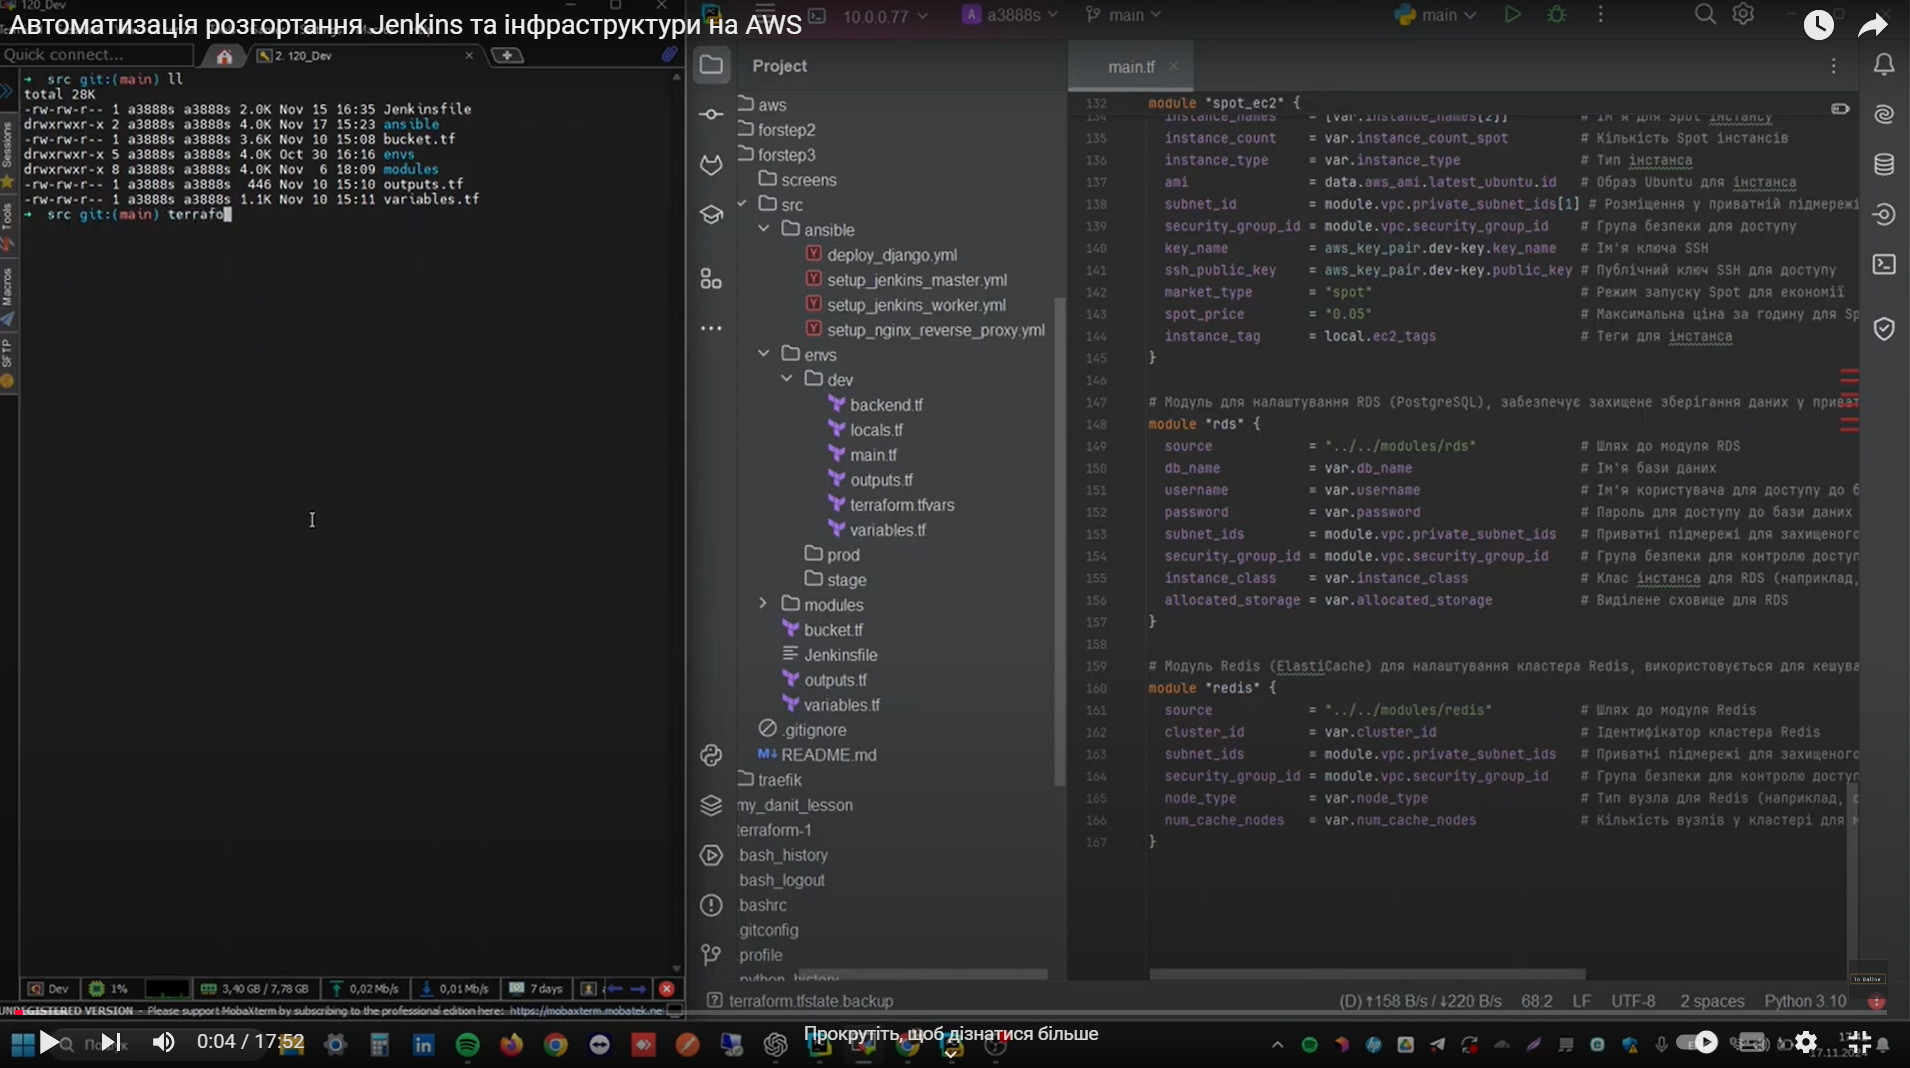 120_Dev
Автоматизація розгортання Jenkins та інфраструктури на AWS
Quick connect...
2. 120_Dev
➜ src git:(main) ll
total 28K
-rw-rw-r-- 1 a3888s a3888s 2.0K Nov 15 16:35 Jenkinsfile
drwxrwxr-x 2 a3888s a3888s 4.0K Nov 17 15:23 ansible
-rw-rw-r-- 1 a3888s a3888s 3.6K Nov 10 15:08 bucket.tf
drwxrwxr-x 5 a3888s a3888s 4.0K Oct 30 16:16 envs
drwxrwxr-x 8 a3888s a3888s 4.0K Nov  6 18:09 modules
-rw-rw-r-- 1 a3888s a3888s  446 Nov 10 15:10 outputs.tf
-rw-rw-r-- 1 a3888s a3888s 1.1K Nov 10 15:11 variables.tf
➜ src git:(main) terrafo
Sessions
Tools
Macros
SFTP
10.0.0.77
A a3888s
main
main
Project
aws
forstep2
forstep3
screens
src
ansible
deploy_django.yml
setup_jenkins_master.yml
setup_jenkins_worker.yml
setup_nginx_reverse_proxy.yml
envs
dev
backend.tf
locals.tf
main.tf
outputs.tf
terraform.tfvars
variables.tf
prod
stage
modules
bucket.tf
Jenkinsfile
outputs.tf
variables.tf
.gitignore
M↓ README.md
traefik
my_danit_lesson
terraform-1
.bash_history
.bash_logout
.bashrc
.gitconfig
.profile
.python_history
main.tf
132 module "spot_ec2" {
134 instance_names = [var.instance_names[2]] # Ім'я для Spot інстансу
135 instance_count = var.instance_count_spot # Кількість Spot інстансів
136 instance_type = var.instance_type # Тип інстанса
137 ami = data.aws_ami.latest_ubuntu.id # Образ Ubuntu для інстанса
138 subnet_id = module.vpc.private_subnet_ids[1] # Розміщення у приватній підмережі
139 security_group_id = module.vpc.security_group_id # Група безпеки для доступу
140 key_name = aws_key_pair.dev-key.key_name # Ім'я ключа SSH
141 ssh_public_key = aws_key_pair.dev-key.public_key # Публічний ключ SSH для доступу
142 market_type = "spot" # Режим запуску Spot для економії
143 spot_price = "0.05" # Максимальна ціна за годину для Sp
144 instance_tag = local.ec2_tags # Теги для інстанса
145 }
146
147 # Модуль для налаштування RDS (PostgreSQL), забезпечує захищене зберігання даних у приват
148 module "rds" {
149 source = "../../modules/rds" # Шлях до модуля RDS
150 db_name = var.db_name # Ім'я бази даних
151 username = var.username # Ім'я користувача для доступу до б
152 password = var.password # Пароль для доступу до бази даних
153 subnet_ids = module.vpc.private_subnet_ids # Приватні підмережі для захищеного
154 security_group_id = module.vpc.security_group_id # Група безпеки для контролю доступ
155 instance_class = var.instance_class # Клас інстанса для RDS (наприклад,
156 allocated_storage = var.allocated_storage # Виділене сховище для RDS
157 }
158
159 # Модуль Redis (ElastiCache) для налаштування кластера Redis, використовується для кешува
160 module "redis" {
161 source = "../../modules/redis" # Шлях до модуля Redis
162 cluster_id = var.cluster_id # Ідентифікатор кластера Redis
163 subnet_ids = module.vpc.private_subnet_ids # Приватні підмережі для захищеного
164 security_group_id = module.vpc.security_group_id # Група безпеки для контролю доступ
165 node_type = var.node_type # Тип вузла для Redis (наприклад, c
166 num_cache_nodes = var.num_cache_nodes # Кількість вузлів у кластері для м
167 }
Dev 1% 3,40 GB / 7,78 GB 0,02 Mb/s 0,01 Mb/s 7 days
UNREGISTERED VERSION - Please support MobaXterm by subscribing to the professional edition here: https://mobaxterm.mobatek.ne
terraform.tfstate.backup
(D) ↑158 B/s / ↓220 B/s 68:2 LF UTF-8 2 spaces Python 3.10
0:04 / 17:52
Прокрутіть, щоб дізнатися більше
17.11.2024